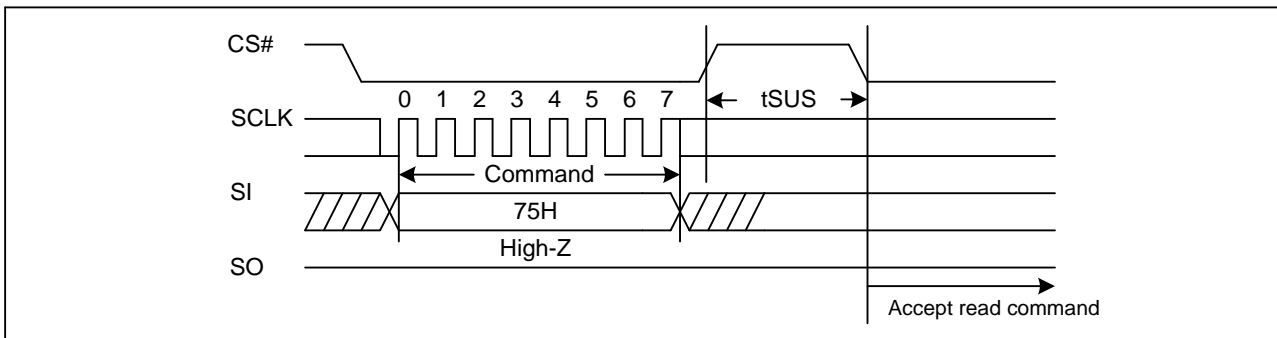 CS#
tSUS
0 1 2 3 4 5 6 7
SCLK
Command
SI
75H
High-Z
SO
Accept read command